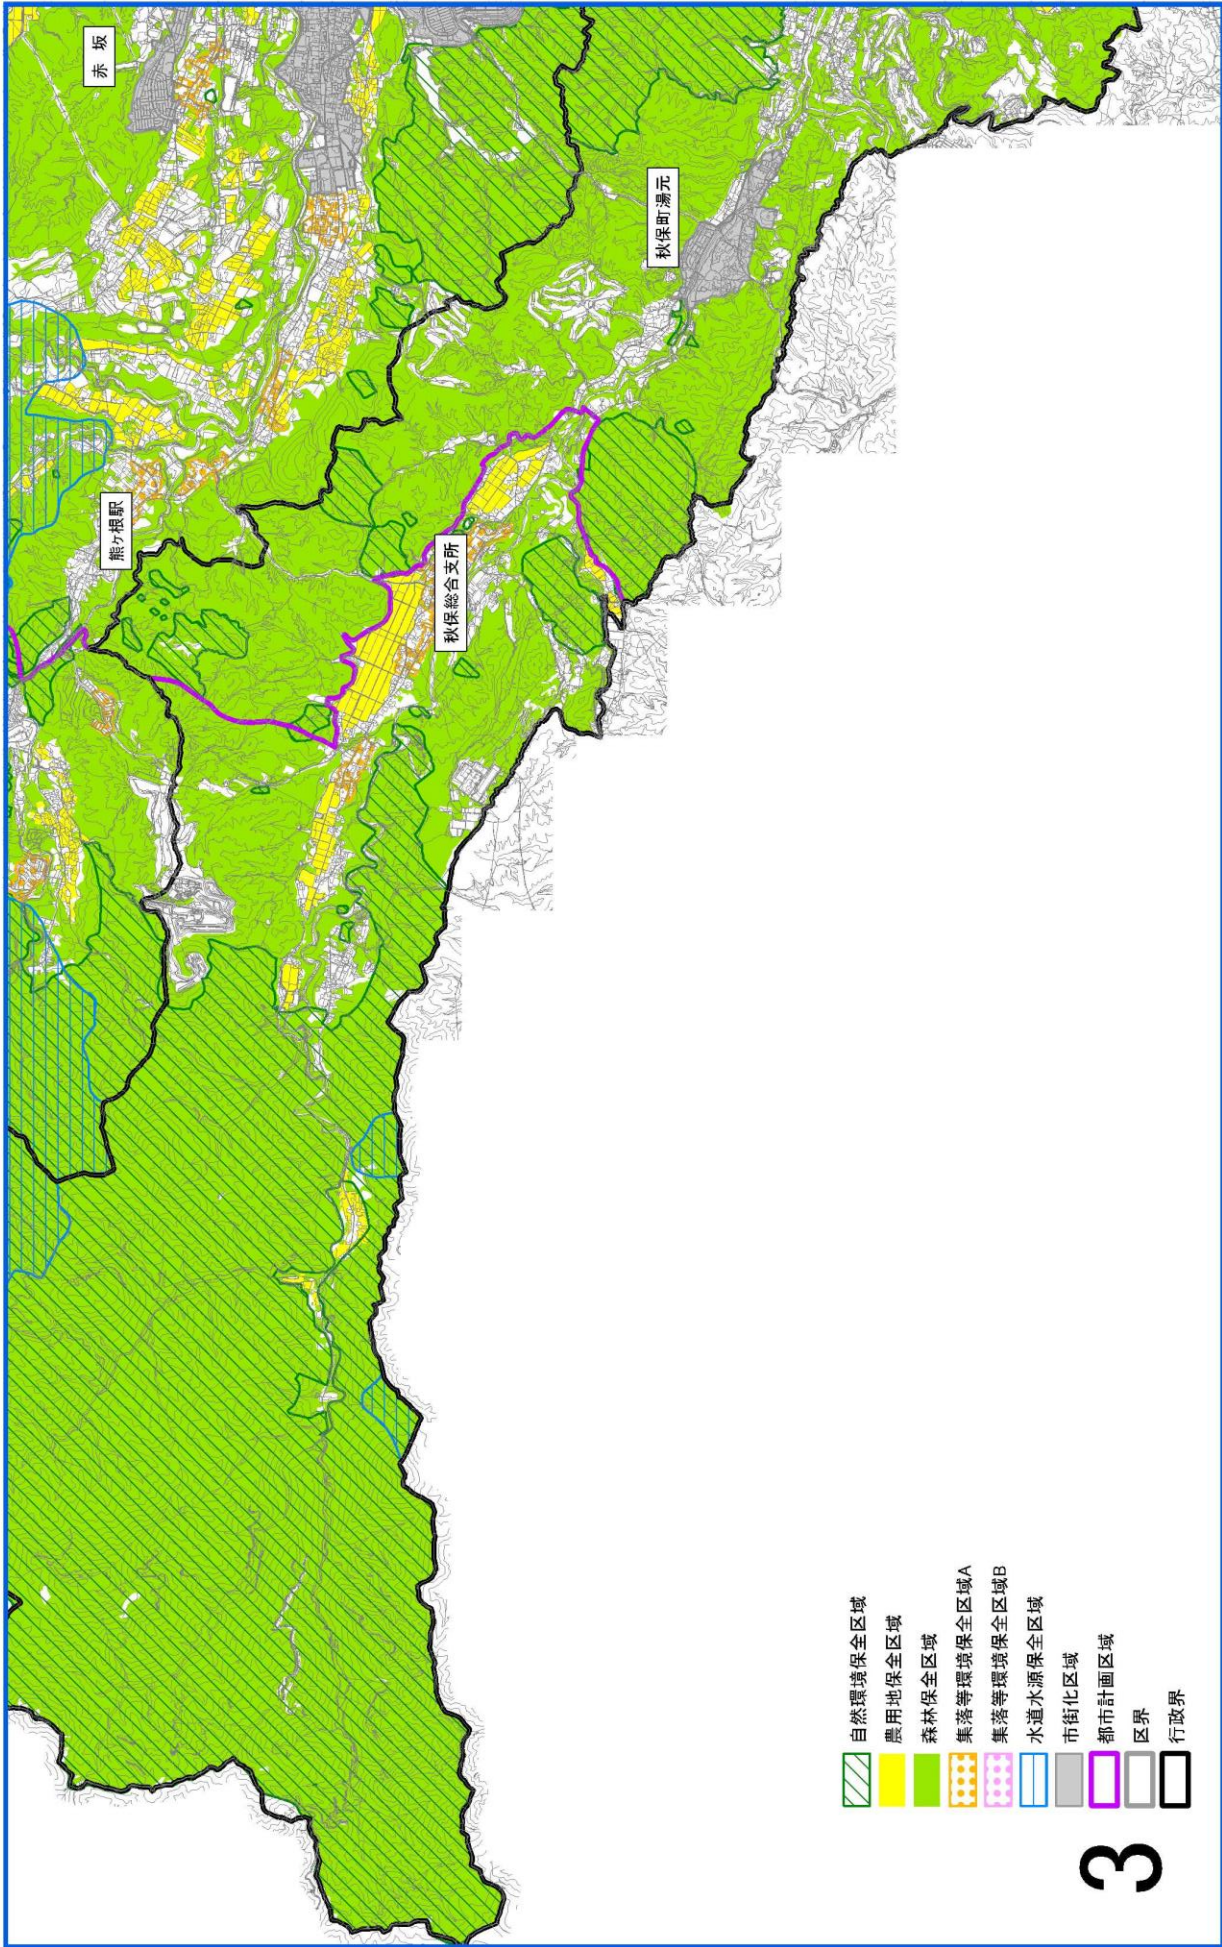 赤坂
熊ヶ根駅
秋保総合支所
秋保町湯元
自然環境保全区域
農用地保全区域
森林保全区域
集落等環境保全区域A
集落等環境保全区域B
水道水源保全区域
市街化区域
都市計画区域
区界
行政界
3